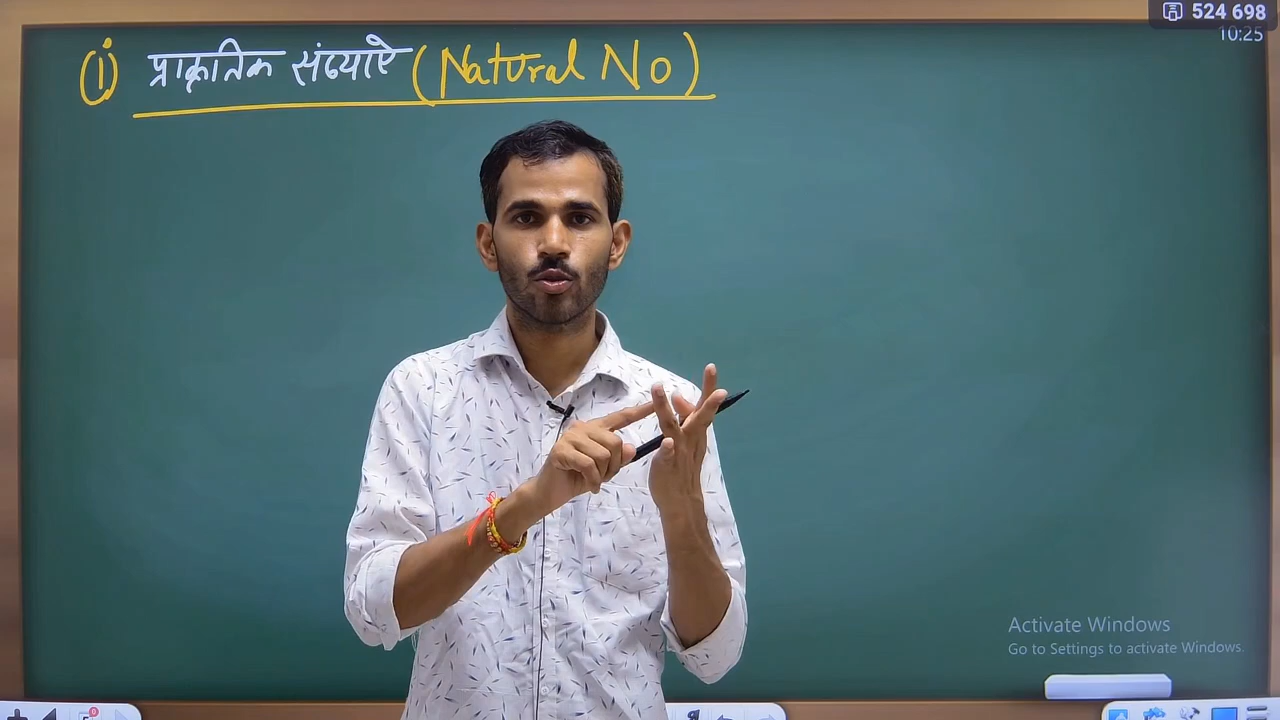 524 698
10:25
(i) प्राकृतिक संख्याऐ (Natural No)
Activate Windows
Go to Settings to activate Windows.